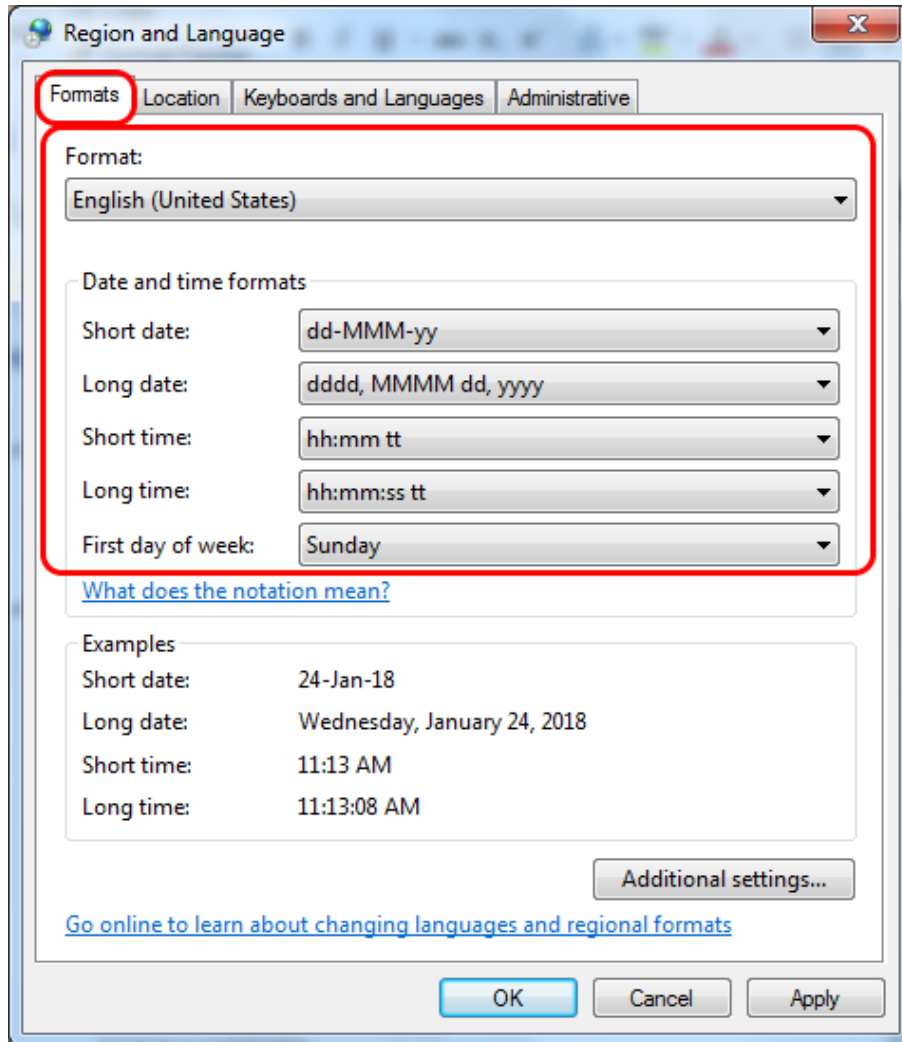 Region and Language
Formats Location Keyboards and Languages Administrative
Format:
English (United States)
Date and time formats
Short date: dd-MMM-yy
Long date: dddd, MMMM dd, yyyy
Short time: hh:mm tt
Long time: hh:mm:ss tt
First day of week: Sunday
What does the notation mean?
Examples
Short date: 24-Jan-18
Long date: Wednesday, January 24, 2018
Short time: 11:13 AM
Long time: 11:13:08 AM
Additional settings...
Go online to learn about changing languages and regional formats
OK Cancel Apply